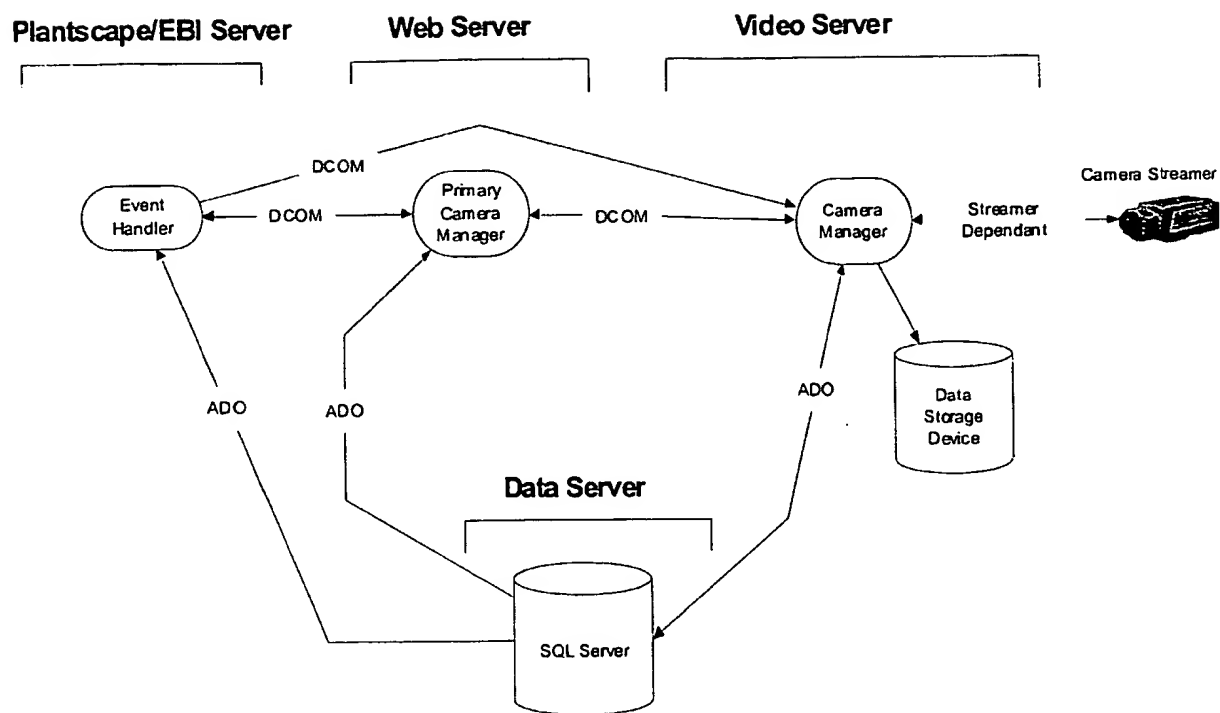 Plantscape/EBI Server
Web Server
Video Server
DCOM
Event
Handler
DCOM
Primary
Camera
Manager
DCOM
Camera
Manager
Streamer
Dependant
Camera Streamer
ADO
ADO
ADO
Data
Storage
Device
Data Server
SQL Server